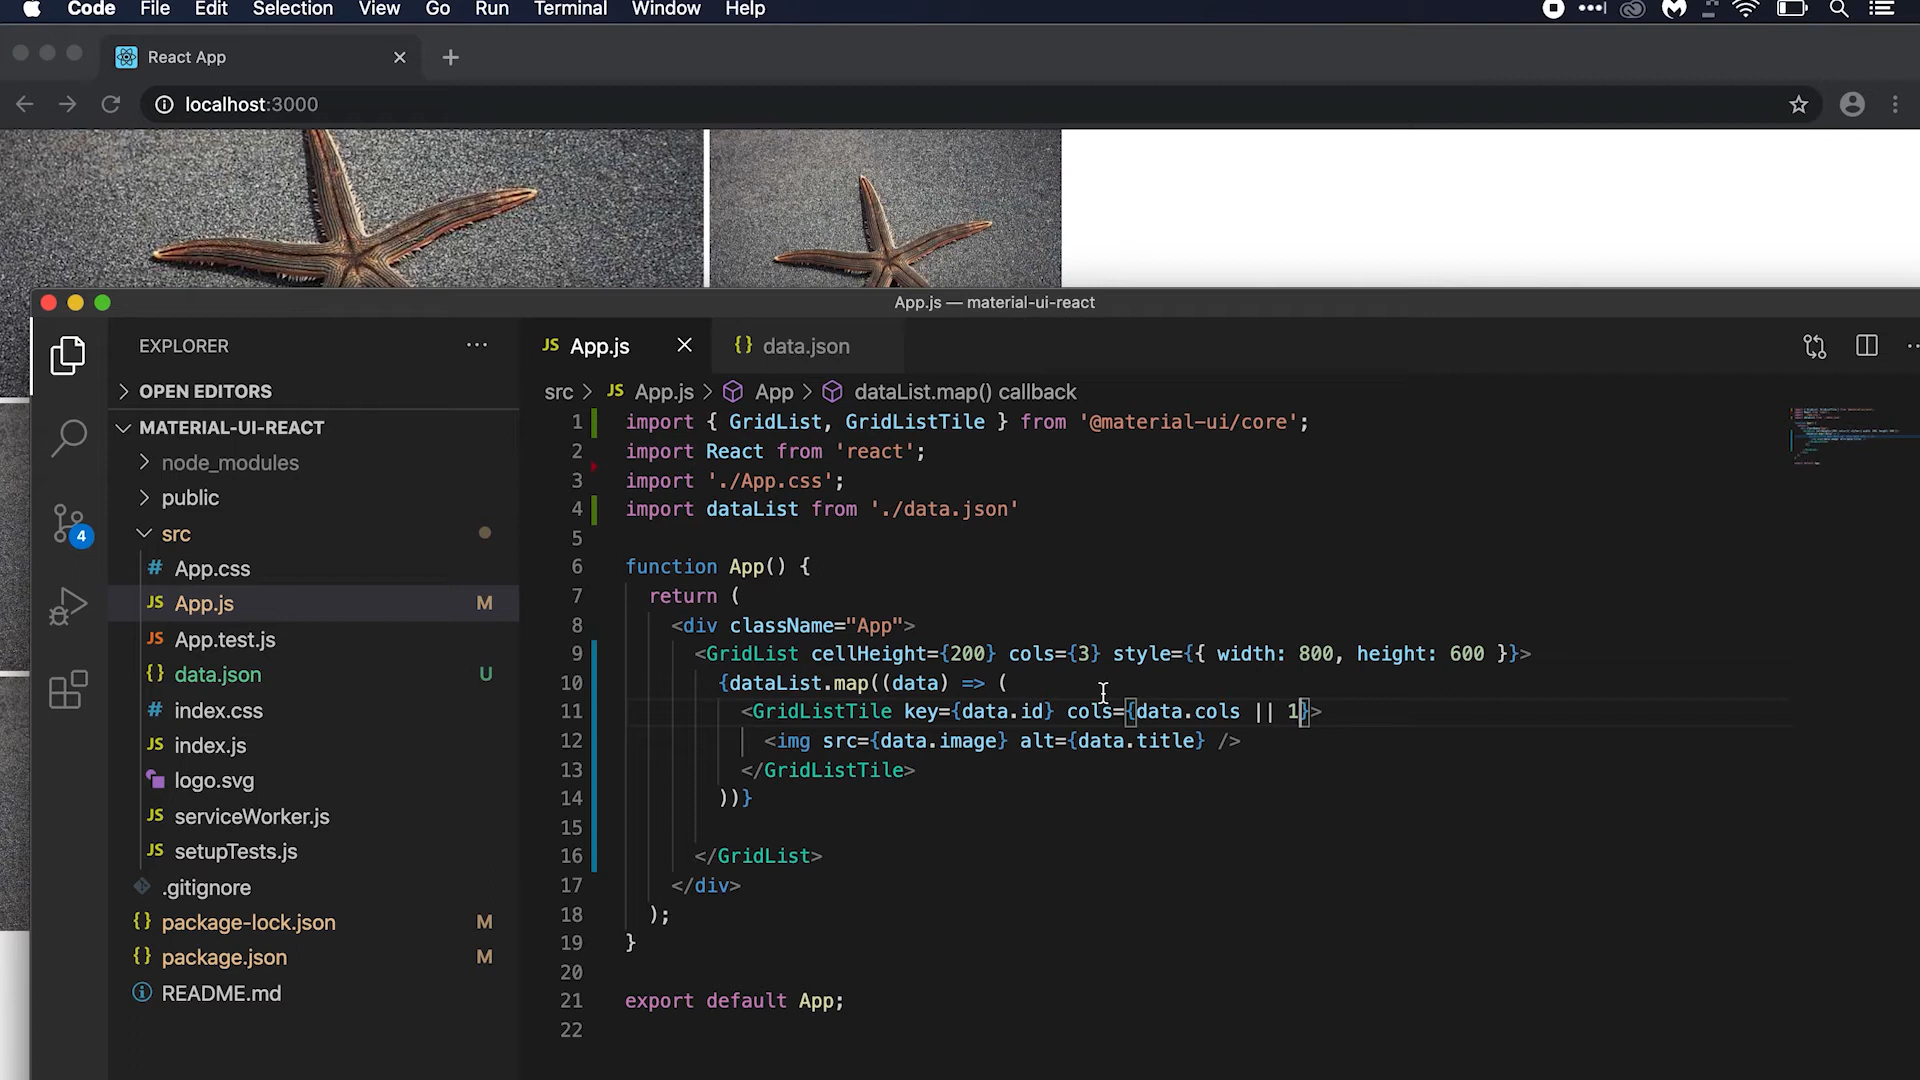 Code File Edit Selection View Go Run Terminal Window Help
React App
localhost:3000
App.js — material-ui-react
EXPLORER
OPEN EDITORS
MATERIAL-UI-REACT
node_modules
public
src
# App.css
JS App.js M
JS App.test.js
{} data.json U
# index.css
JS index.js
logo.svg
JS serviceWorker.js
JS setupTests.js
.gitignore
{} package-lock.json M
{} package.json M
README.md
4
JS App.js
{} data.json
src > JS App.js > App > dataList.map() callback
1 import { GridList, GridListTile } from '@material-ui/core';
2 import React from 'react';
3 import './App.css';
4 import dataList from './data.json'
5
6 function App() {
7 return (
8 <div className="App">
9 <GridList cellHeight={200} cols={3} style={{ width: 800, height: 600 }}>
10 {dataList.map((data) => (
11 <GridListTile key={data.id} cols={data.cols || 1}>
12 <img src={data.image} alt={data.title} />
13 </GridListTile>
14 ))}
15
16 </GridList>
17 </div>
18 );
19 }
20
21 export default App;
22